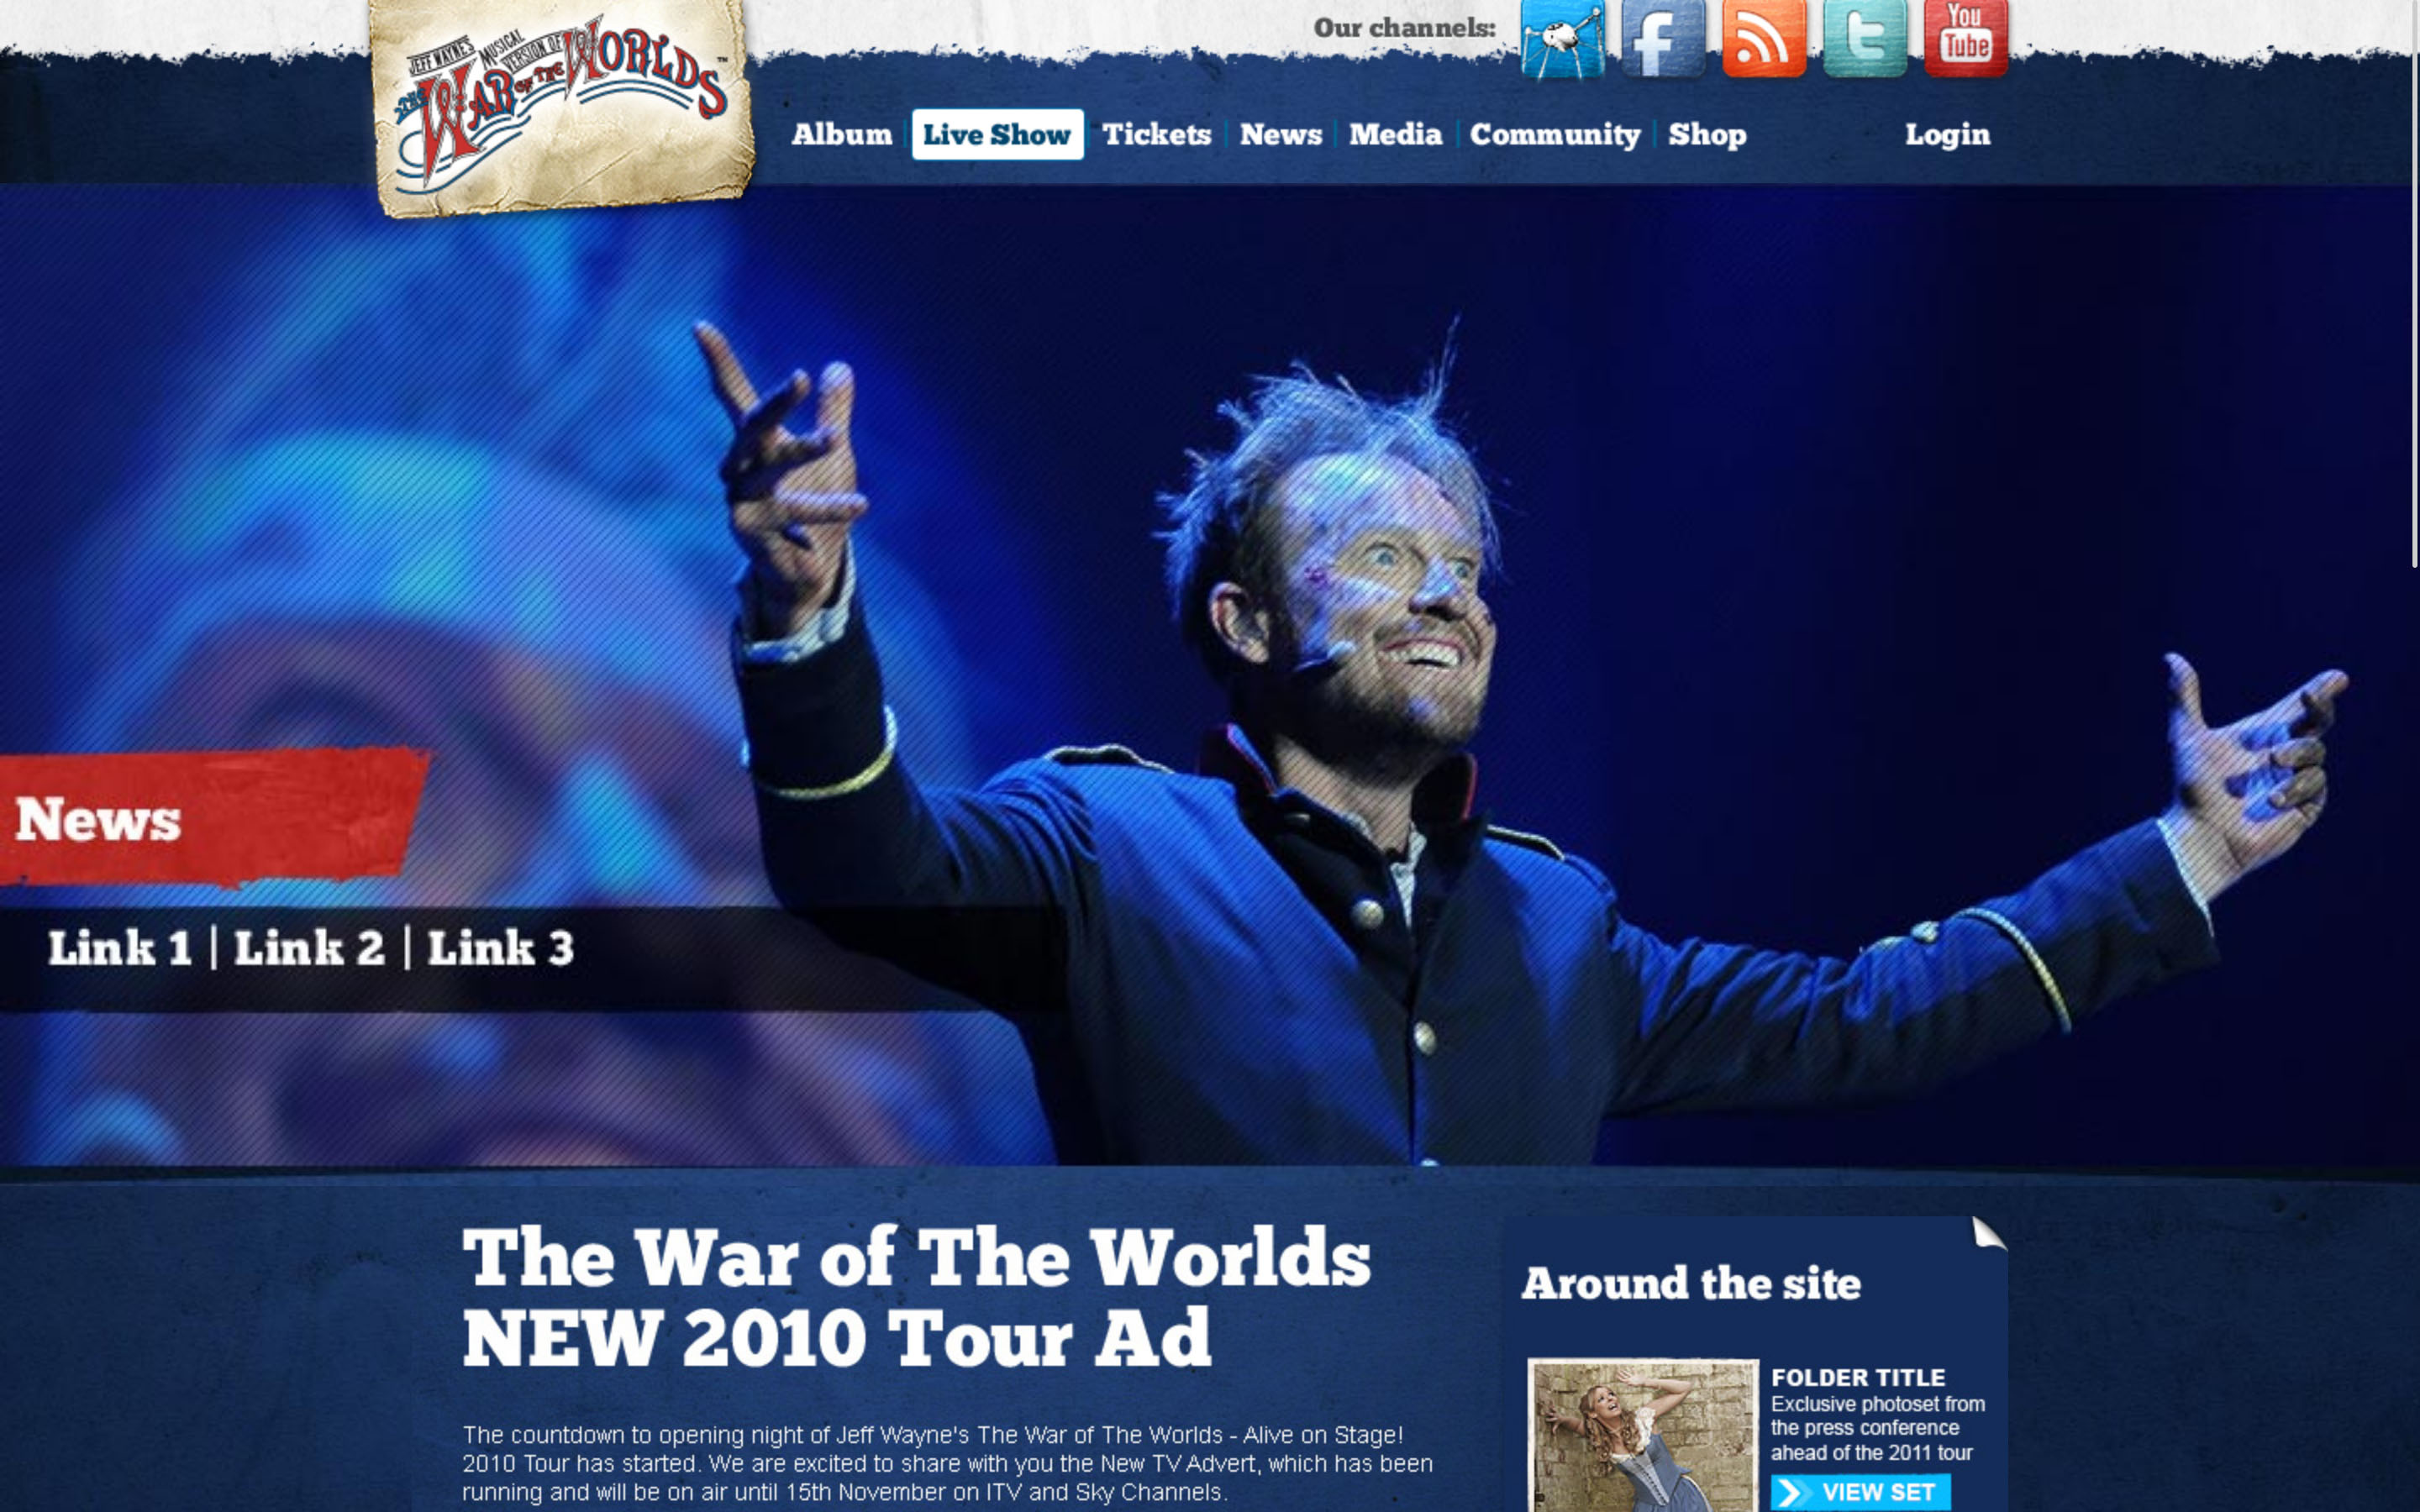 JEFF WAYNE'S MUSICAL VERSION OF
THE WAR OF THE WORLDS™
Our channels:
You
Tube
Album
Live Show
Tickets
News
Media
Community
Shop
Login
News
Link 1 | Link 2 | Link 3
The War of The Worlds
NEW 2010 Tour Ad
The countdown to opening night of Jeff Wayne's The War of The Worlds - Alive on Stage!
2010 Tour has started. We are excited to share with you the New TV Advert, which has been
running and will be on air until 15th November on ITV and Sky Channels.
Around the site
FOLDER TITLE
Exclusive photoset from
the press conference
ahead of the 2011 tour
VIEW SET